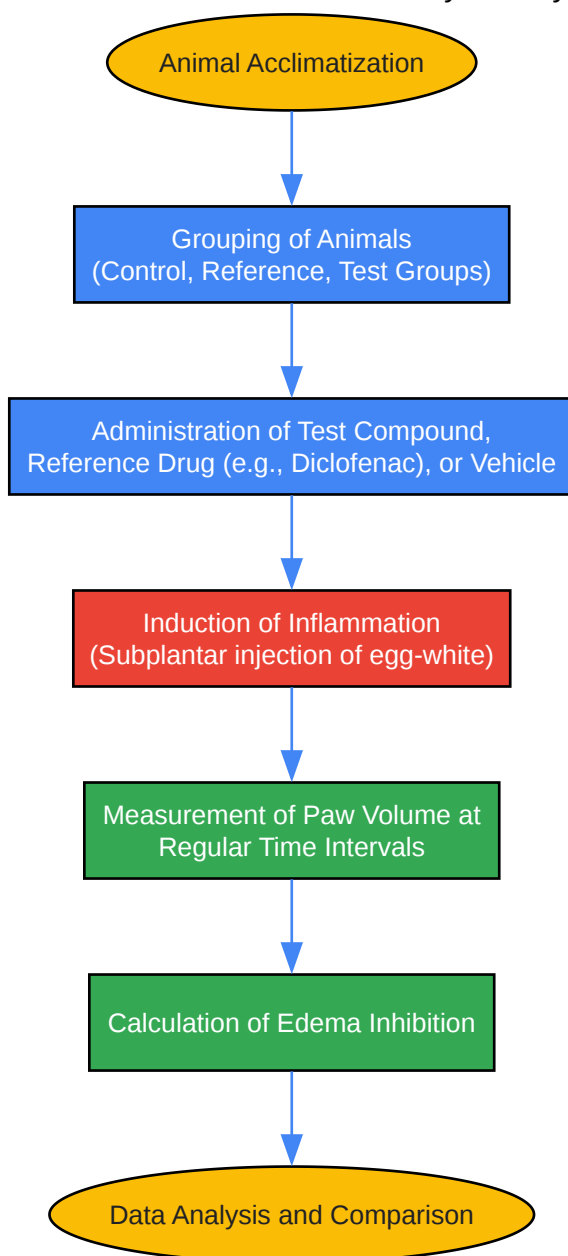 Animal Acclimatization
Grouping of Animals
(Control, Reference, Test Groups)
Administration of Test Compound,
Reference Drug (e.g., Diclofenac), or Vehicle
Induction of Inflammation
(Subplantar injection of egg-white)
Measurement of Paw Volume at
Regular Time Intervals
Calculation of Edema Inhibition
Data Analysis and Comparison